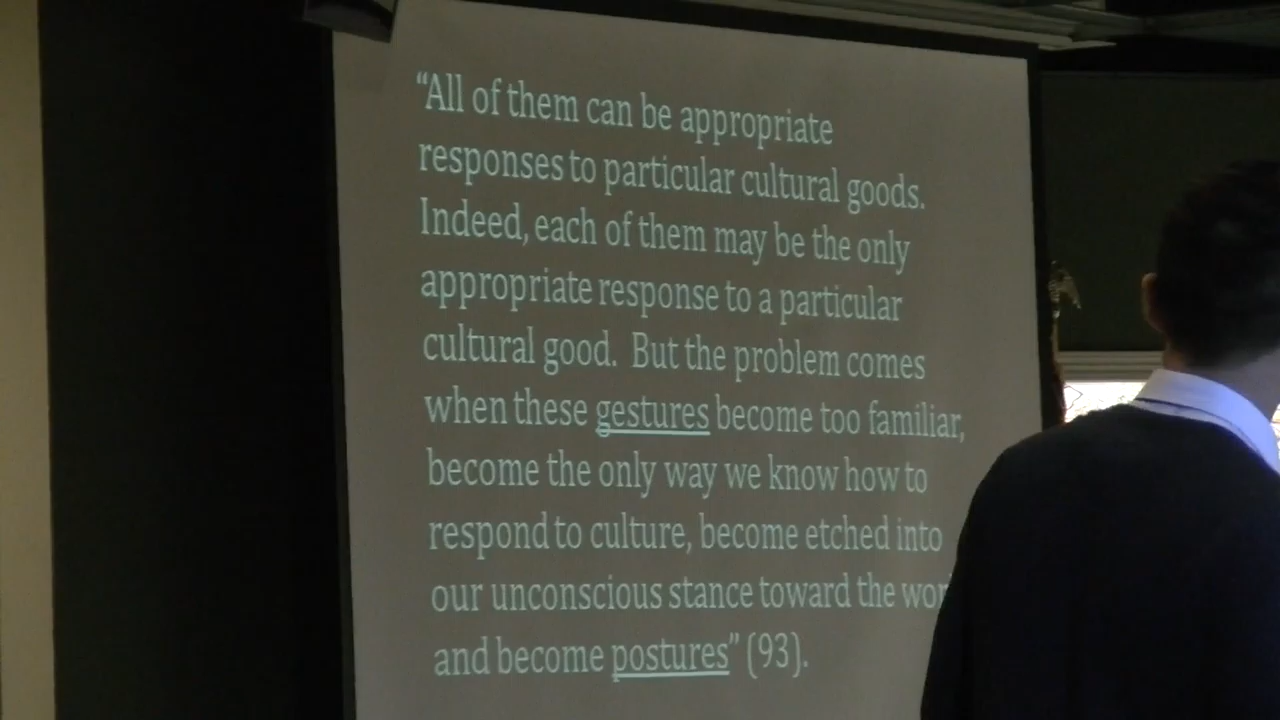 “All of them can be appropriate
responses to particular cultural goods.
Indeed, each of them may be the only
appropriate response to a particular
cultural good. But the problem comes
when these gestures become too familiar,
become the only way we know how to
respond to culture, become etched into
our unconscious stance toward the
and become postures” (93).